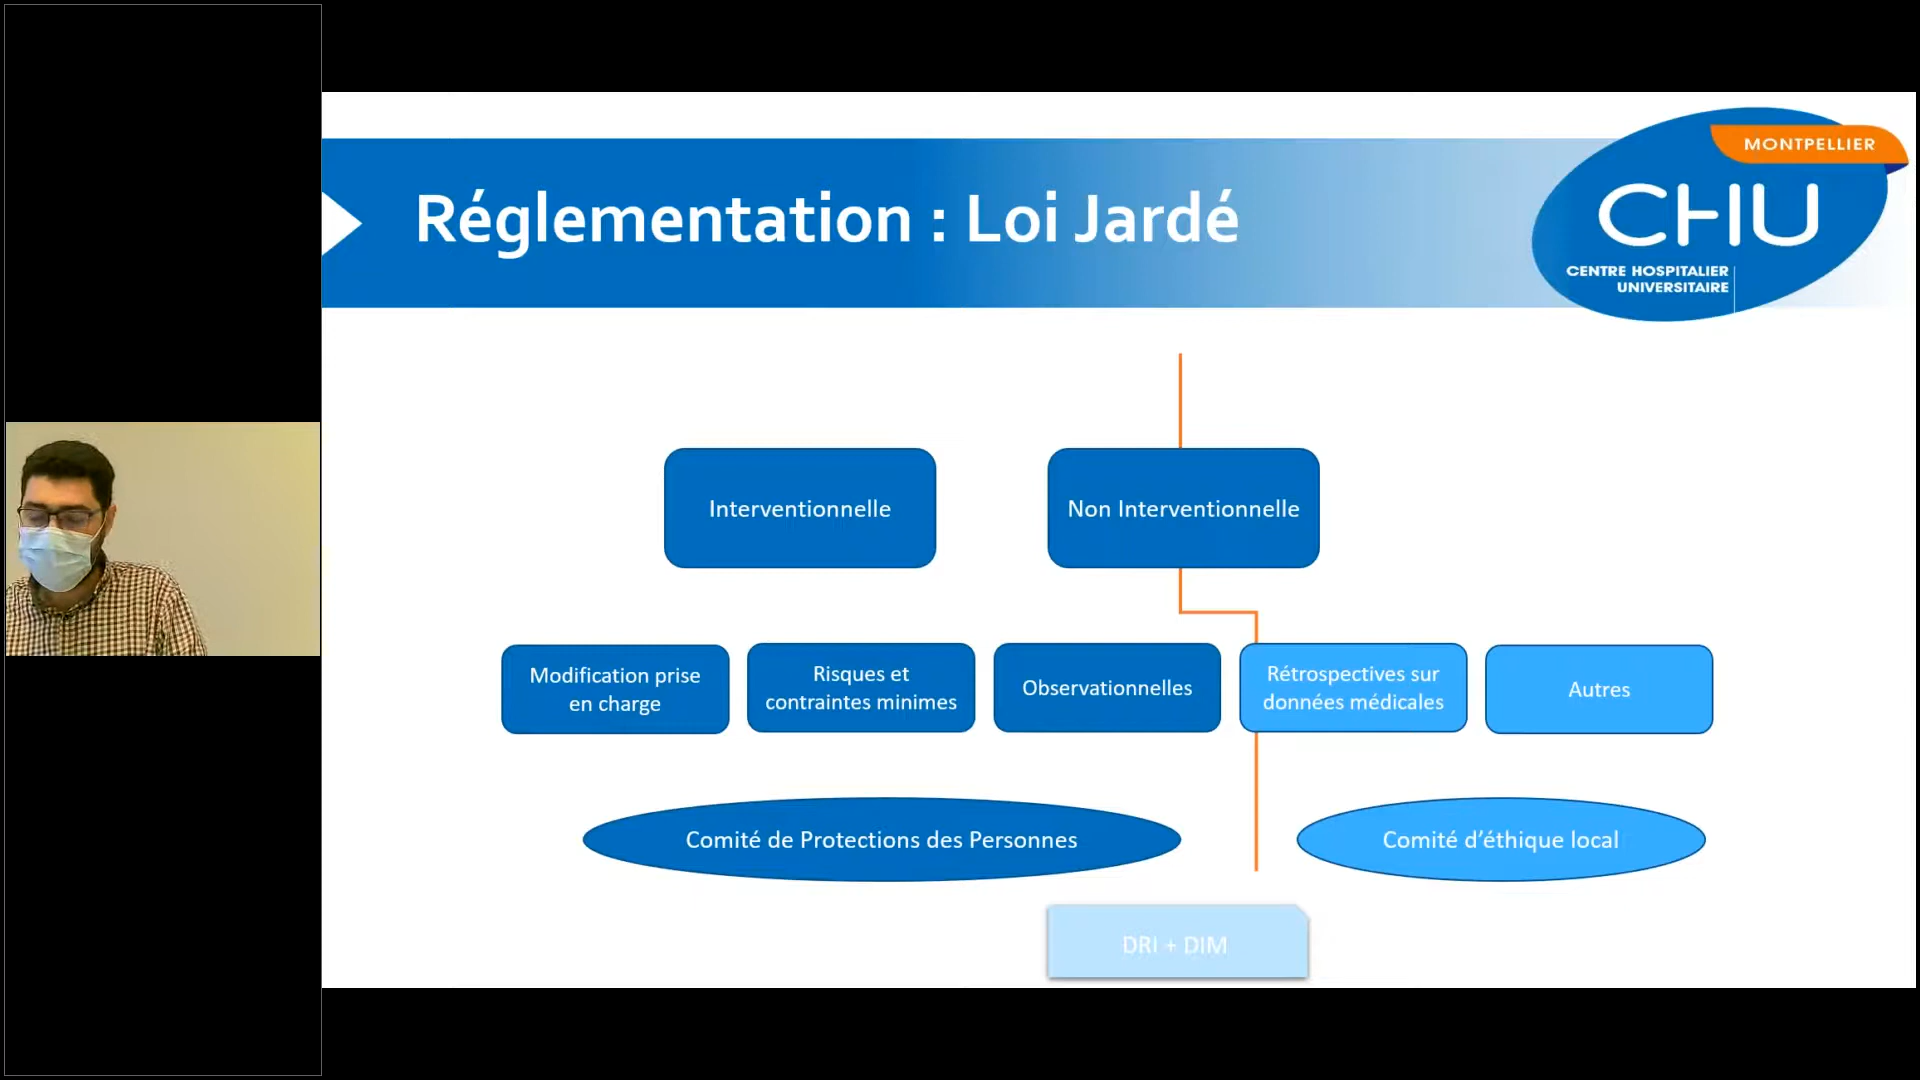 MONTPELLIER
CHU
CENTRE HOSPITALIER
UNIVERSITAIRE
Réglementation : Loi Jardé
Interventionnelle
Non Interventionnelle
Modification prise
en charge
Risques et
contraintes minimes
Observationnelles
Rétrospectives sur
données médicales
Autres
Comité de Protections des Personnes
Comité d'éthique local
DRI + DIM